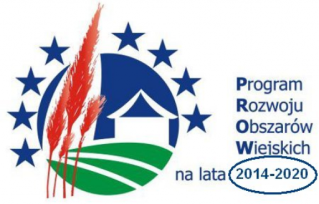 Program
Rozwoju
Obszarów
Wiejskich
na lata 2014-2020